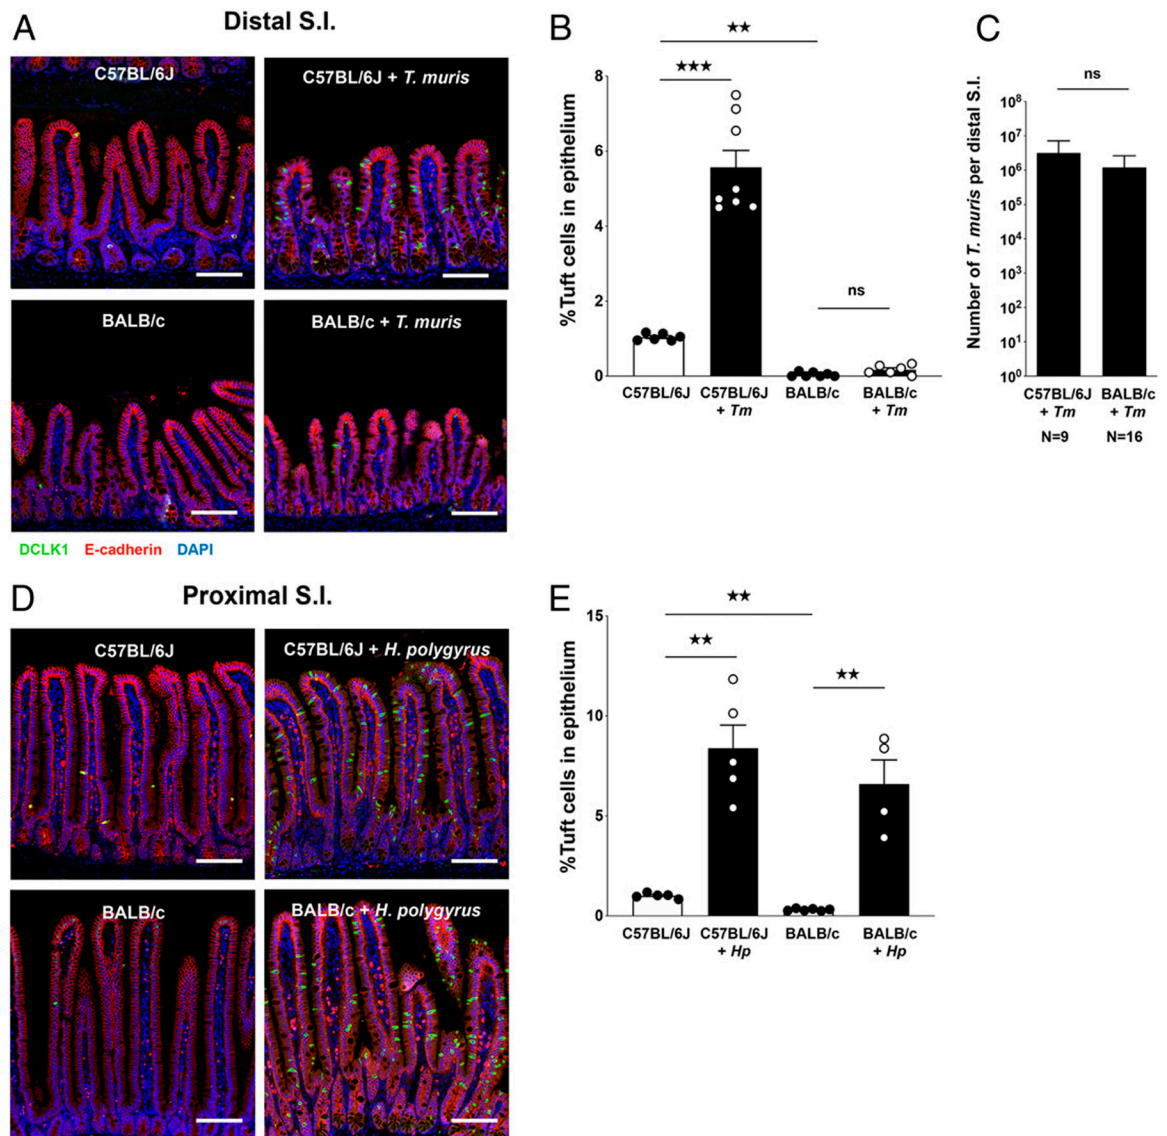 A
Distal S.I.
C57BL/6J
C57BL/6J + T. muris
BALB/c
BALB/c + T. muris
DCLK1 E-cadherin DAPI
B
%Tuft cells in epithelium
8
6
4
2
0
★★
★★★
ns
C57BL/6J
C57BL/6J
+ Tm
BALB/c
BALB/c
+ Tm
C
Number of T. muris per distal S.I.
10⁸
10⁷
10⁶
10⁵
10⁴
10³
10²
10¹
10⁰
ns
C57BL/6J
+ Tm
N=9
BALB/c
+ Tm
N=16
D
Proximal S.I.
C57BL/6J
C57BL/6J + H. polygyrus
BALB/c
BALB/c + H. polygyrus
E
%Tuft cells in epithelium
15
10
5
0
★★
★★
★★
C57BL/6J
C57BL/6J
+ Hp
BALB/c
BALB/c
+ Hp